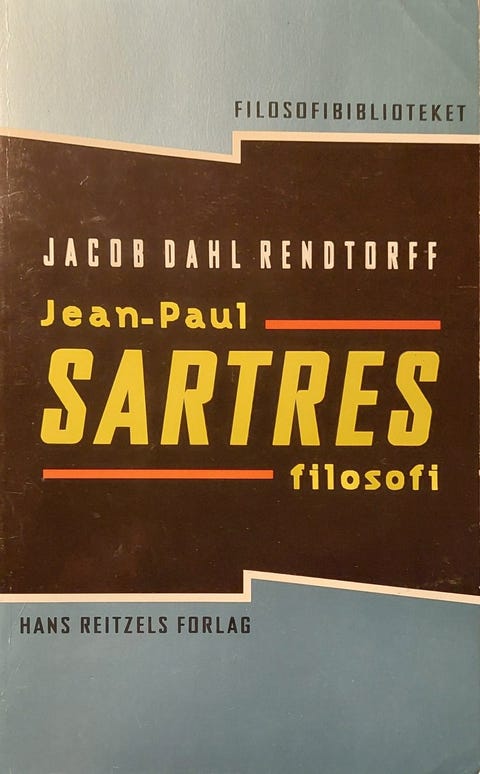 FILOSOFIBIBLIOTEKET
JACOB DAHL RENDTORFF
Jean-Paul
SARTRES
filosofi
HANS REITZELS FORLAG